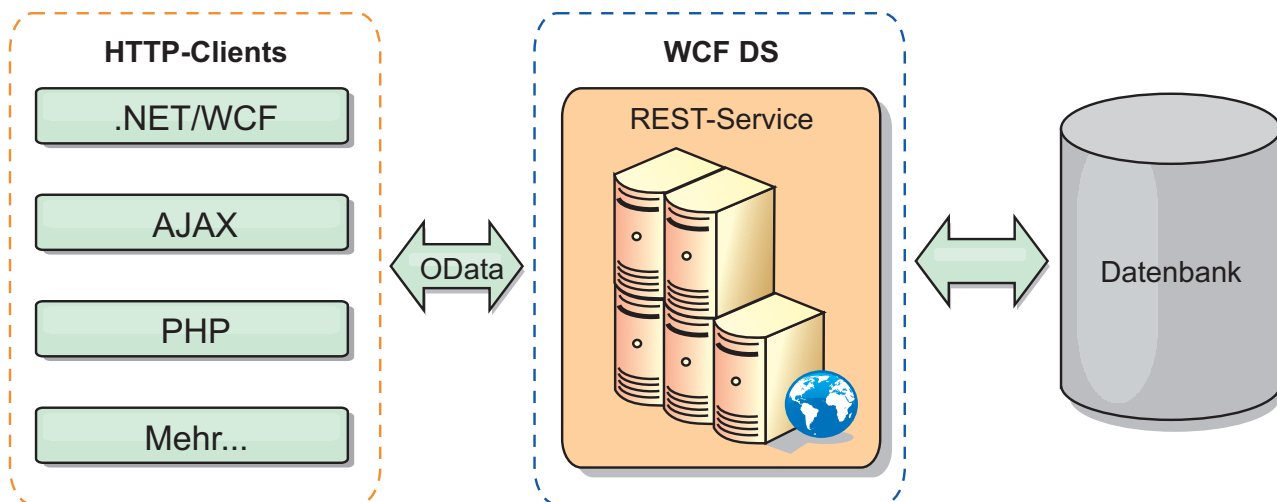 HTTP-Clients
.NET/WCF
AJAX
PHP
Mehr...
OData
WCF DS
REST-Service
Datenbank